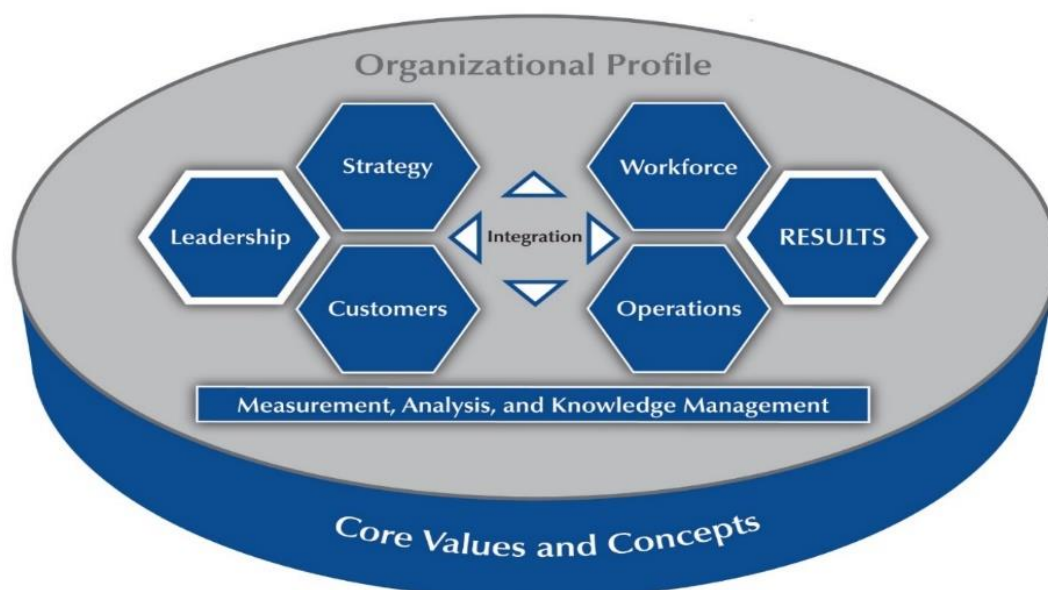 Organizational Profile
Strategy
Workforce
Leadership
Integration
RESULTS
Customers
Operations
Measurement, Analysis, and Knowledge Management
Core Values and Concepts